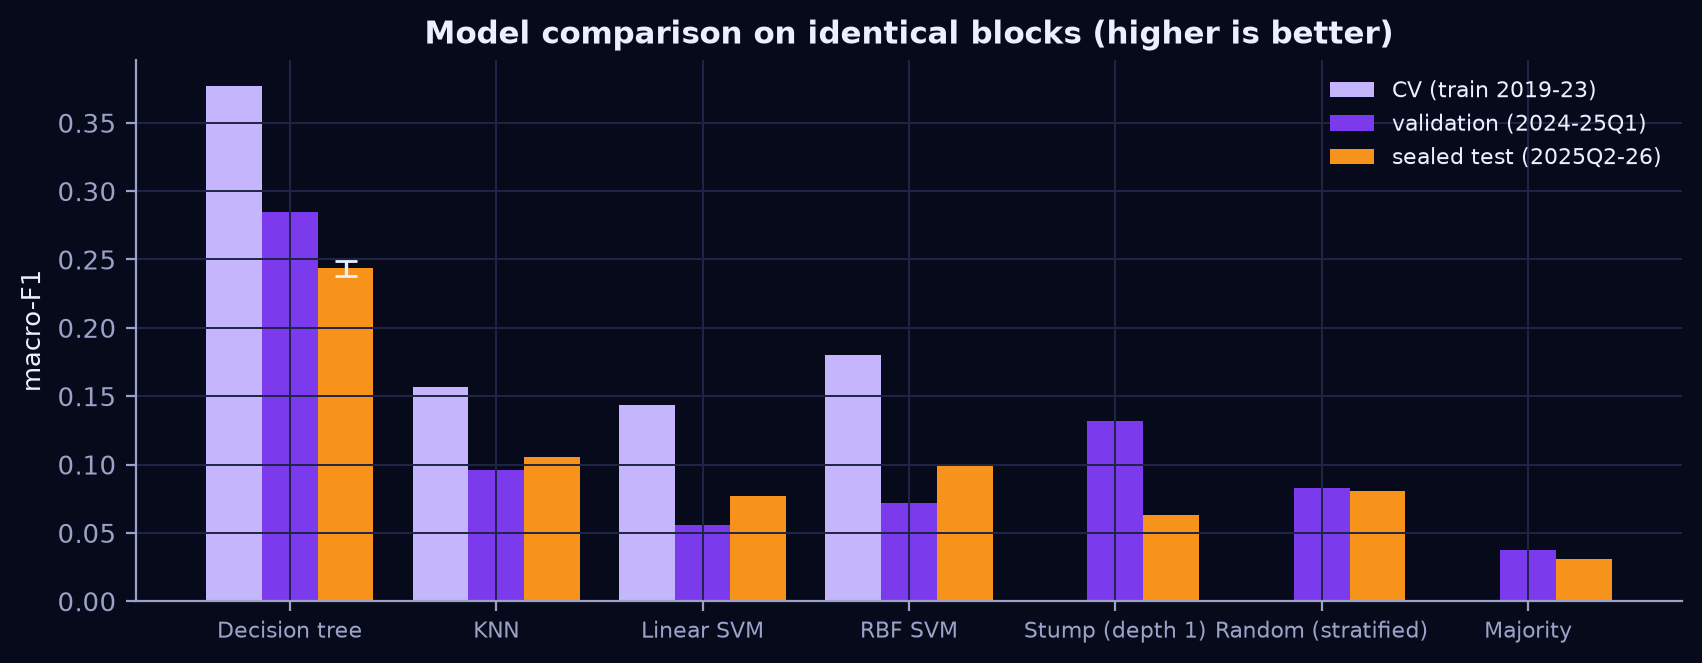 Model comparison on identical blocks (higher is better)
CV (train 2019-23)
validation (2024-25Q1)
sealed test (2025Q2-26)
macro-F1
0.35
0.30
0.25
0.20
0.15
0.10
0.05
0.00
Decision tree KNN Linear SVM RBF SVM Stump (depth 1) Random (stratified) Majority